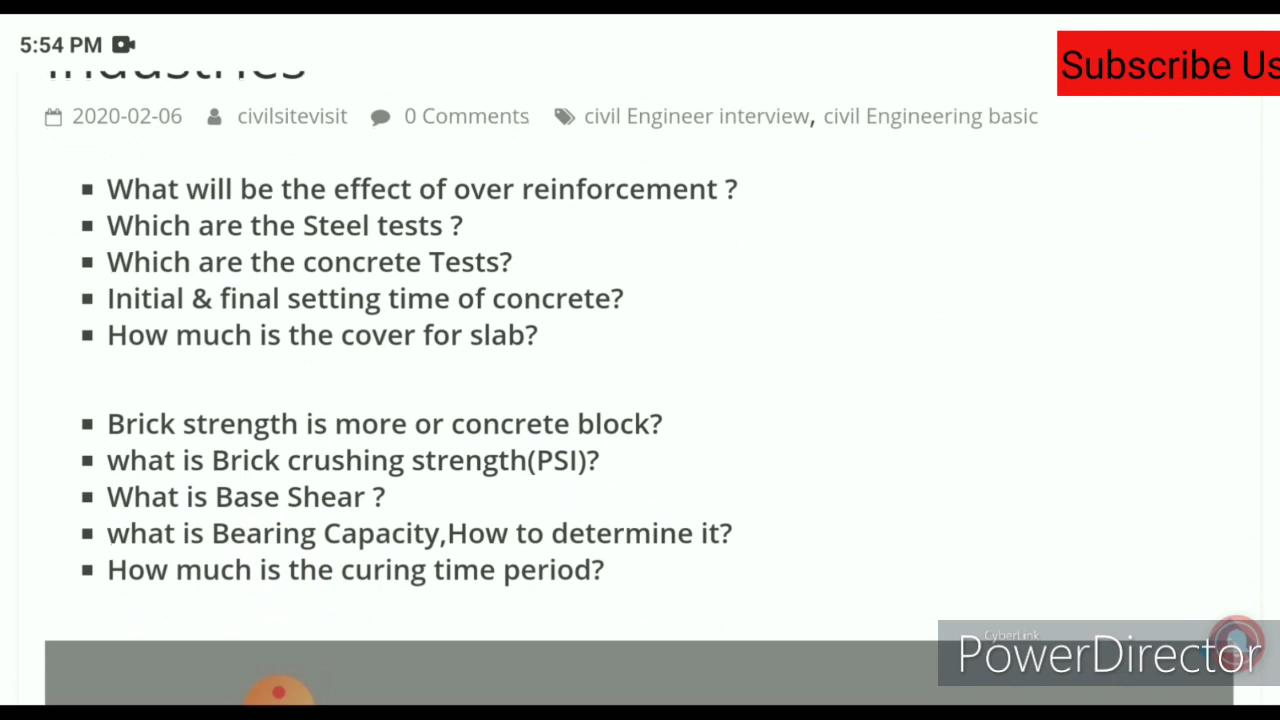 5:54 PM
Subscribe Us
Industries
2020-02-06 civilsitevisit 0 Comments civil Engineer interview, civil Engineering basic
What will be the effect of over reinforcement ?
Which are the Steel tests ?
Which are the concrete Tests?
Initial & final setting time of concrete?
How much is the cover for slab?
Brick strength is more or concrete block?
what is Brick crushing strength(PSI)?
What is Base Shear ?
what is Bearing Capacity,How to determine it?
How much is the curing time period?
CyberLink
PowerDirector